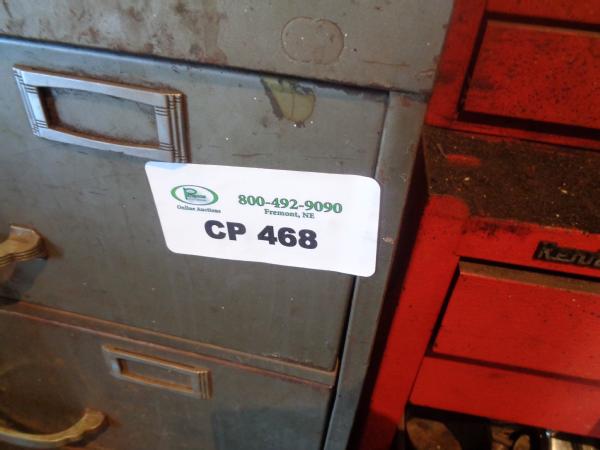 800-492-9090
Online Auctions
Fremont, NE
CP 468